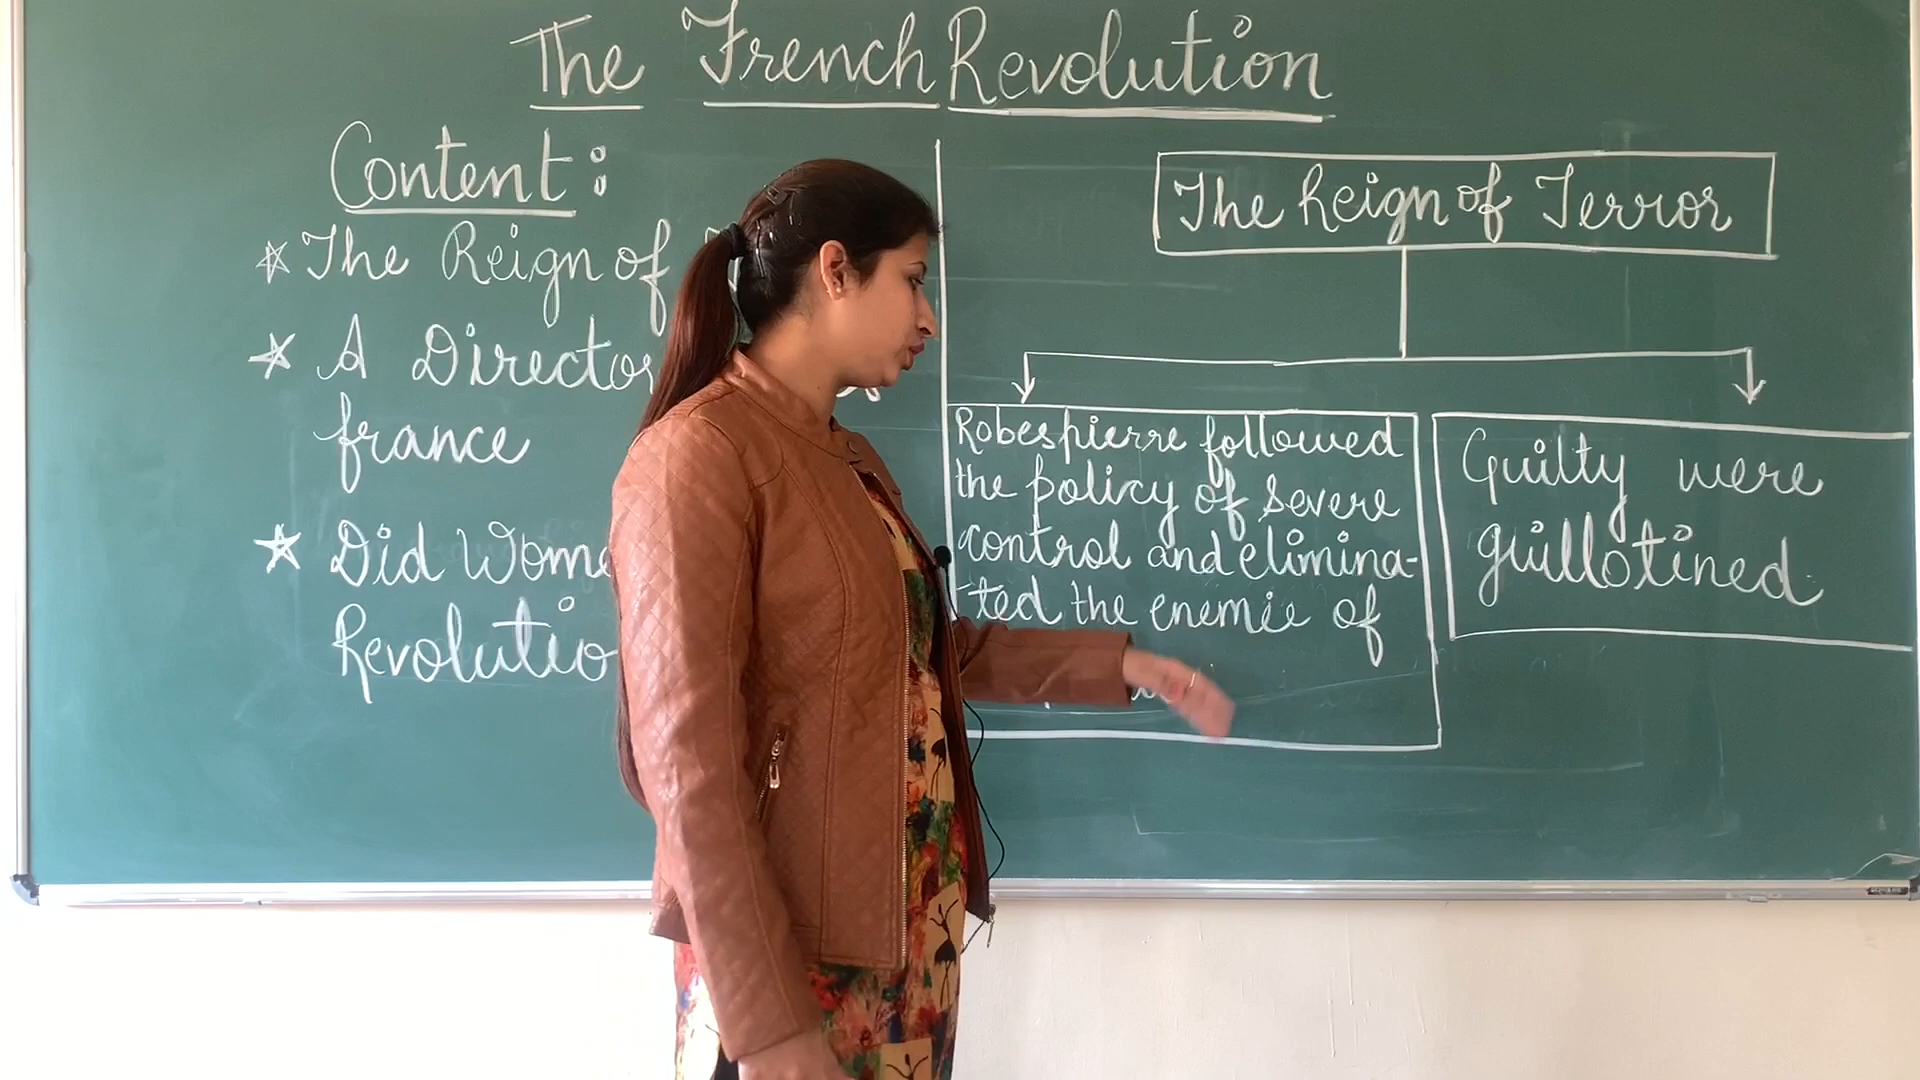 The French Revolution
Content:
The Reign of
A Director
france
Did Wome
Revolutio
The Reign of Terror
Robespierre followed
the policy of severe
control and elimina-
-ted the enemie of
Guilty were
guillotined.